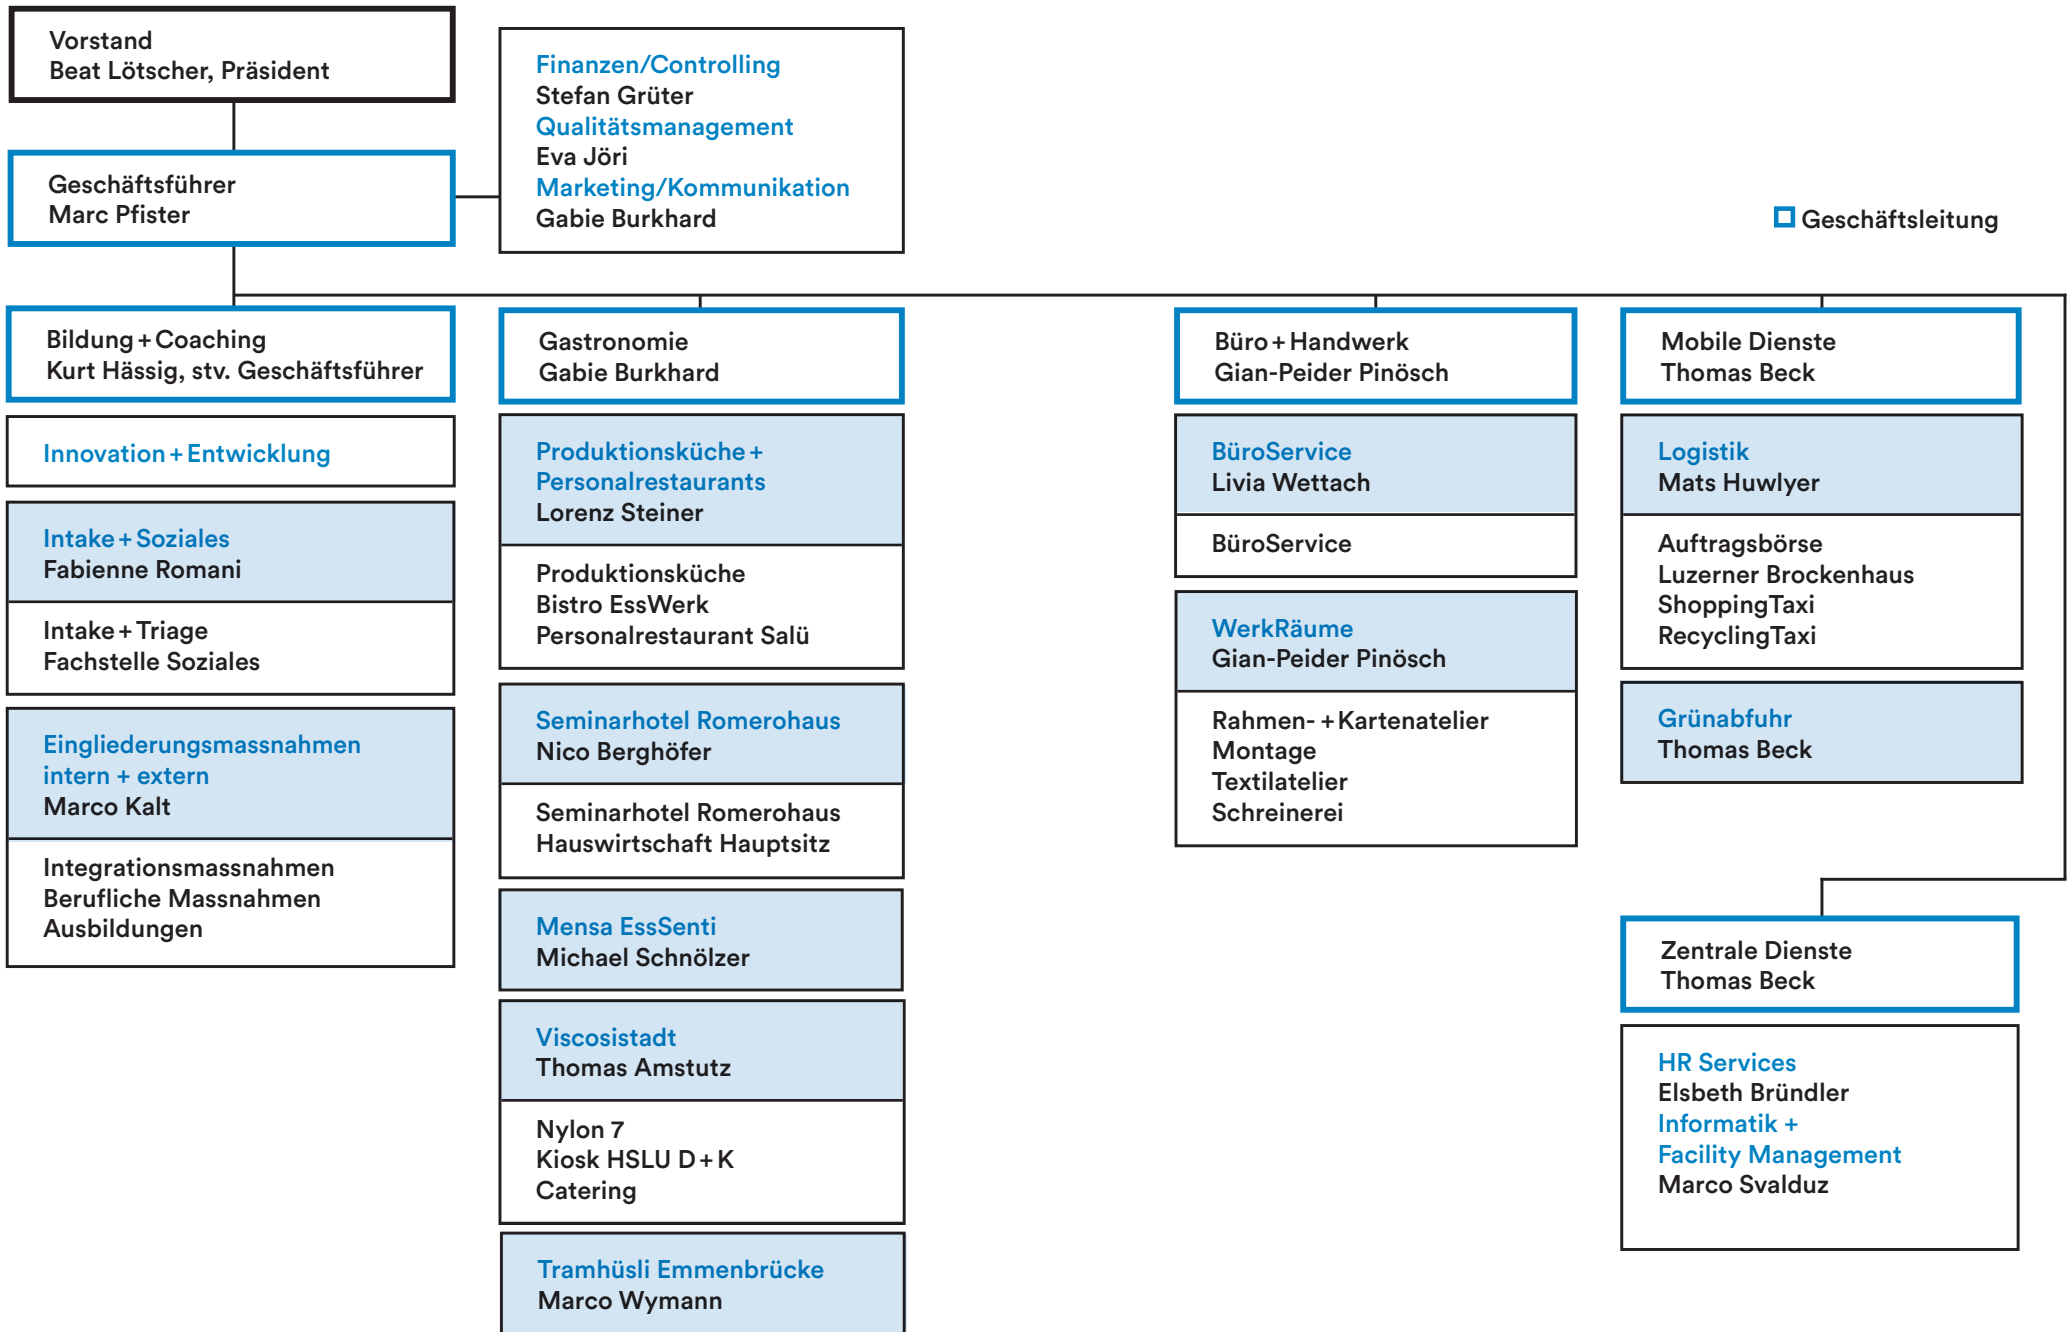 Vorstand
Beat Lötscher, Präsident
Finanzen/Controlling
Stefan Grüter
Qualitätsmanagement
Eva Jöri
Marketing/Kommunikation
Gabie Burkhard
Geschäftsführer
Marc Pfister
Geschäftsleitung
Bildung + Coaching
Kurt Hässig, stv. Geschäftsführer
Innovation + Entwicklung
Intake + Soziales
Fabienne Romani
Intake + Triage
Fachstelle Soziales
Eingliederungsmassnahmen
intern + extern
Marco Kalt
Integrationsmassnahmen
Berufliche Massnahmen
Ausbildungen
Gastronomie
Gabie Burkhard
Produktionsküche +
Personalrestaurants
Lorenz Steiner
Produktionsküche
Bistro EssWerk
Personalrestaurant Salü
Seminarhotel Romerohaus
Nico Berghöfer
Seminarhotel Romerohaus
Hauswirtschaft Hauptsitz
Mensa EssSenti
Michael Schnölzer
Viscosistadt
Thomas Amstutz
Nylon 7
Kiosk HSLU D + K
Catering
Tramhüsli Emmenbrücke
Marco Wymann
Büro + Handwerk
Gian-Peider Pinösch
BüroService
Livia Wettach
BüroService
WerkRäume
Gian-Peider Pinösch
Rahmen- + Kartenatelier
Montage
Textilatelier
Schreinerei
Mobile Dienste
Thomas Beck
Logistik
Mats Huwlyer
Auftragsbörse
Luzerner Brockenhaus
ShoppingTaxi
RecyclingTaxi
Grünabfuhr
Thomas Beck
Zentrale Dienste
Thomas Beck
HR Services
Elsbeth Bründler
Informatik +
Facility Management
Marco Svalduz